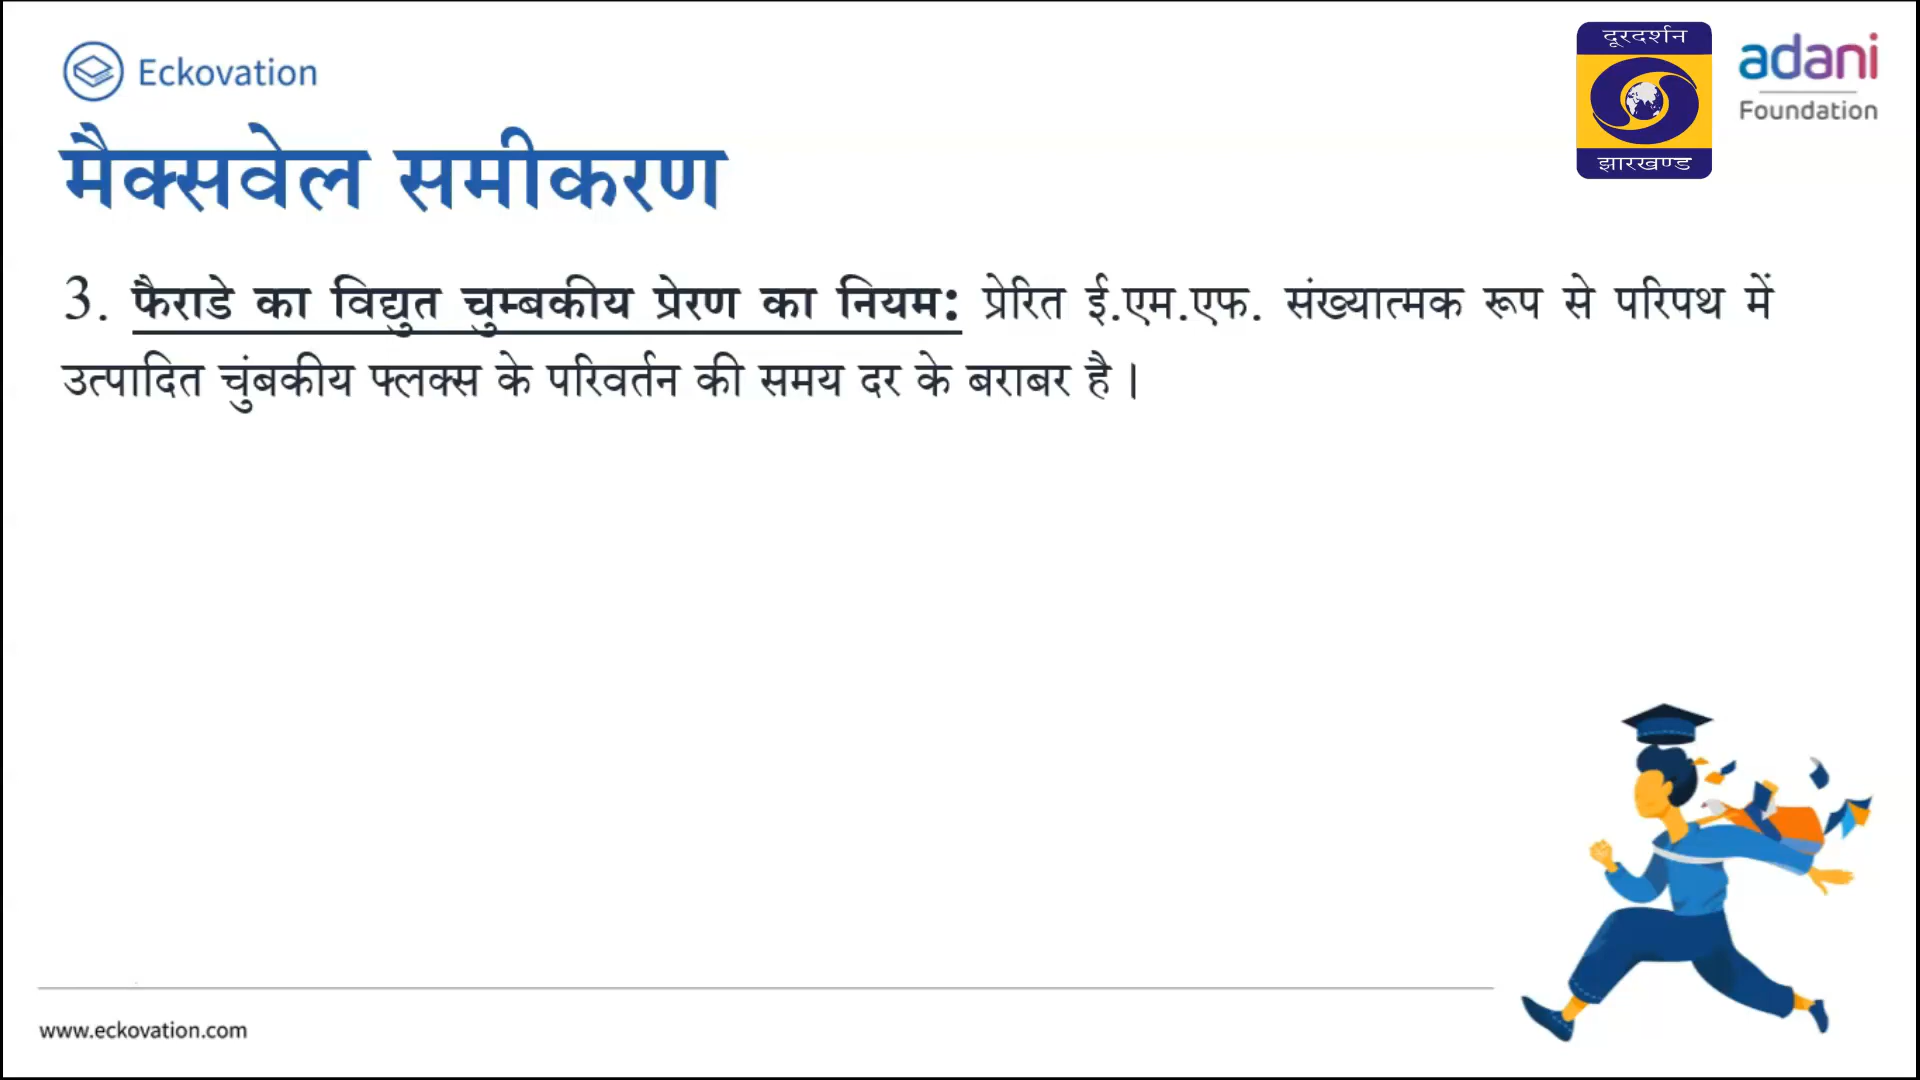 Eckovation
दूरदर्शन
झारखण्ड
adani
Foundation
मैक्सवेल समीकरण
3. फैराडे का विद्युत चुम्बकीय प्रेरण का नियम: प्रेरित ई.एम.एफ. संख्यात्मक रूप से परिपथ में
उत्पादित चुंबकीय फ्लक्स के परिवर्तन की समय दर के बराबर है।
www.eckovation.com